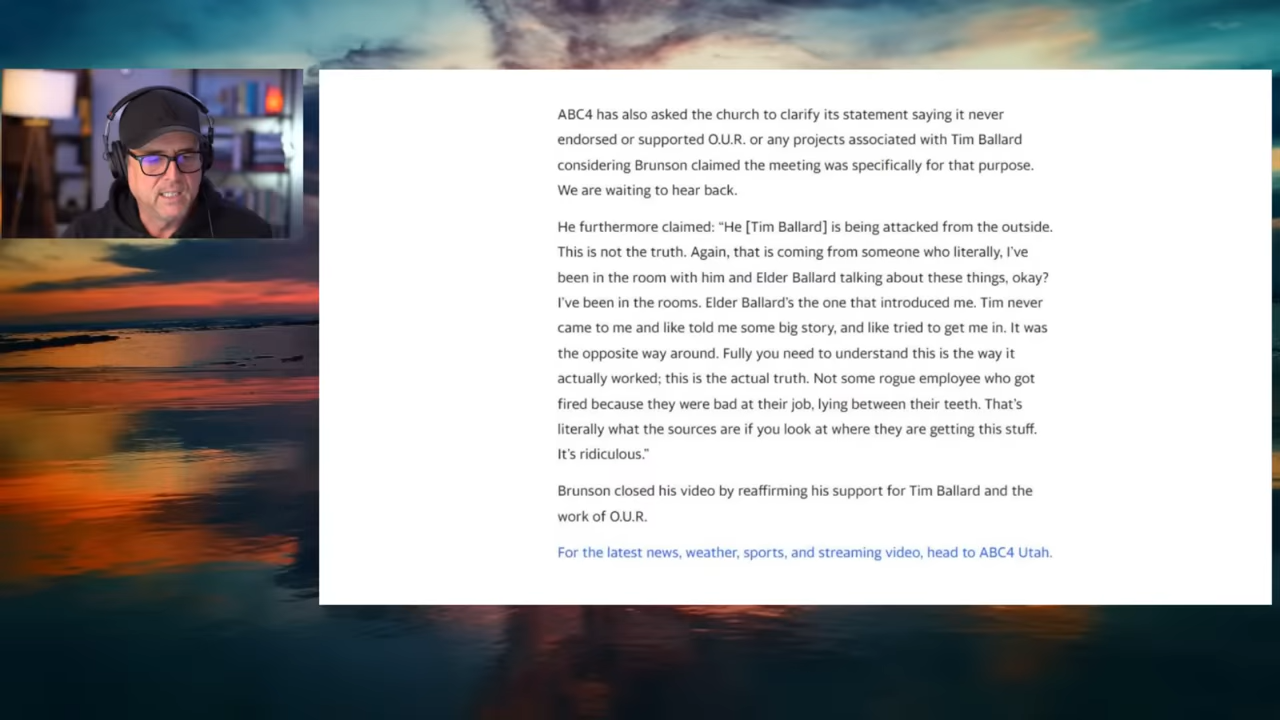 ABC4 has also asked the church to clarify its statement saying it never
endorsed or supported O.U.R. or any projects associated with Tim Ballard
considering Brunson claimed the meeting was specifically for that purpose.
We are waiting to hear back.
He furthermore claimed: “He [Tim Ballard] is being attacked from the outside.
This is not the truth. Again, that is coming from someone who literally, I’ve
been in the room with him and Elder Ballard talking about these things, okay?
I’ve been in the rooms. Elder Ballard’s the one that introduced me. Tim never
came to me and like told me some big story, and like tried to get me in. It was
the opposite way around. Fully you need to understand this is the way it
actually worked; this is the actual truth. Not some rogue employee who got
fired because they were bad at their job, lying between their teeth. That’s
literally what the sources are if you look at where they are getting this stuff.
It’s ridiculous.”
Brunson closed his video by reaffirming his support for Tim Ballard and the
work of O.U.R.
For the latest news, weather, sports, and streaming video, head to ABC4 Utah.